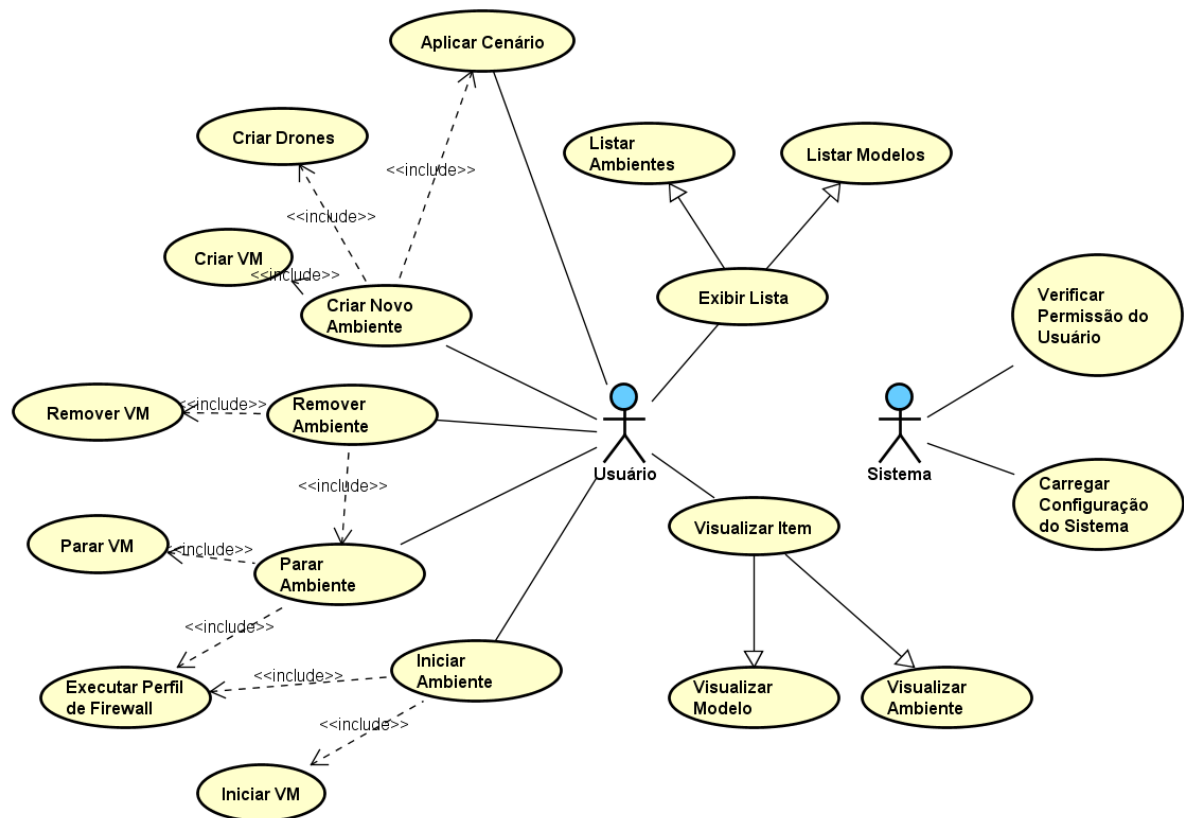 Aplicar Cenário
Criar Drones
Listar
Ambientes
Listar Modelos
<<include>>
<<include>>
Criar VM
<<include>>
Criar Novo
Ambiente
Exibir Lista
Verificar
Permissão do
Usuário
Remover VM
<<include>>
Remover
Ambiente
Usuário
Sistema
<<include>>
Carregar
Configuração
do Sistema
Visualizar Item
Parar VM
<<include>>
Parar
Ambiente
<<include>>
Executar Perfil
de Firewall
<<include>>
Iniciar
Ambiente
Visualizar
Modelo
Visualizar
Ambiente
<<include>>
Iniciar VM